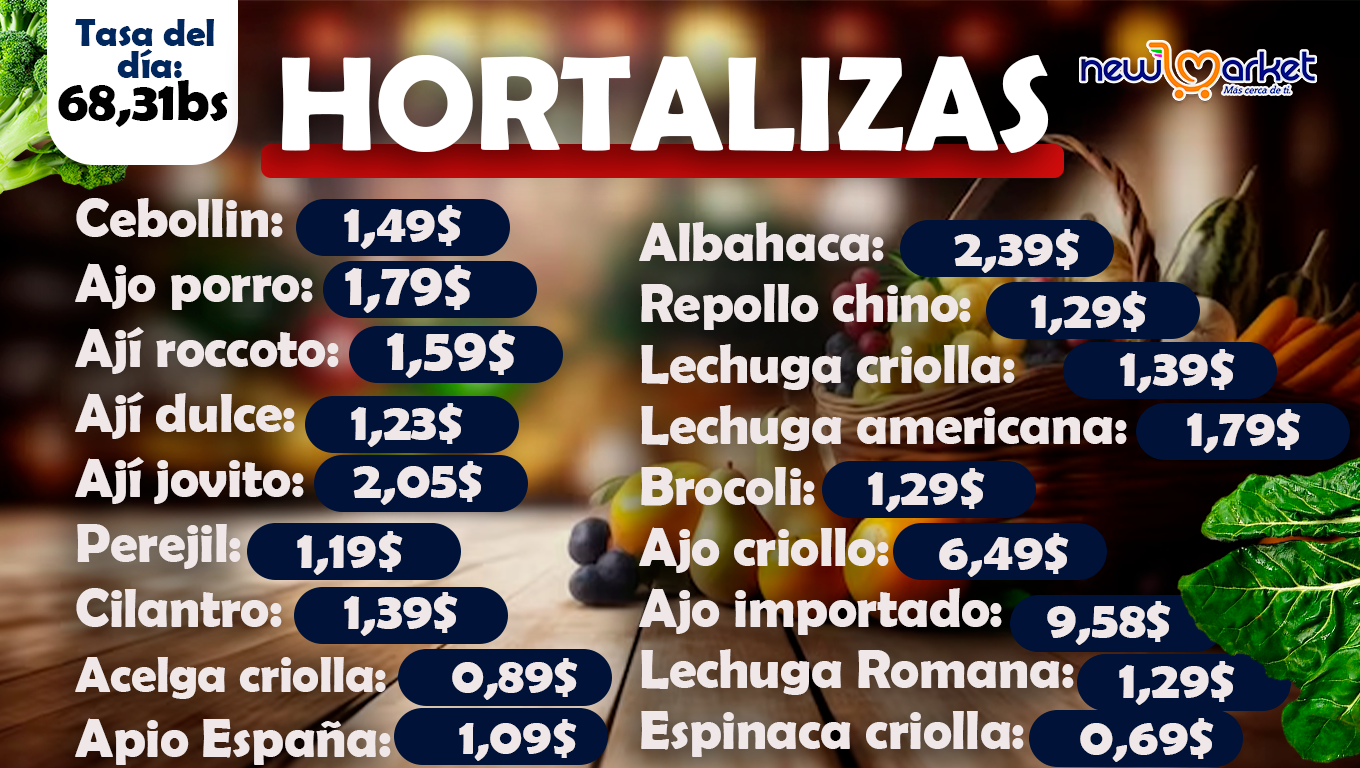 Tasa del
día:
68,31bs
HORTALIZAS
new market
Más cerca de ti.
Cebollin: 1,49$
Ajo porro: 1,79$
Ají roccoto: 1,59$
Ají dulce: 1,23$
Ají jovito: 2,05$
Perejil: 1,19$
Cilantro: 1,39$
Acelga criolla: 0,89$
Apio España: 1,09$
Albahaca: 2,39$
Repollo chino: 1,29$
Lechuga criolla: 1,39$
Lechuga americana: 1,79$
Brocoli: 1,29$
Ajo criollo: 6,49$
Ajo importado: 9,58$
Lechuga Romana: 1,29$
Espinaca criolla: 0,69$